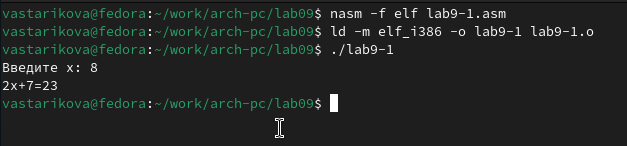 vastarikova@fedora:~/work/arch-pc/lab09$ nasm -f elf lab9-1.asm
vastarikova@fedora:~/work/arch-pc/lab09$ ld -m elf_i386 -o lab9-1 lab9-1.o
vastarikova@fedora:~/work/arch-pc/lab09$ ./lab9-1
Введите x: 8
2x+7=23
vastarikova@fedora:~/work/arch-pc/lab09$